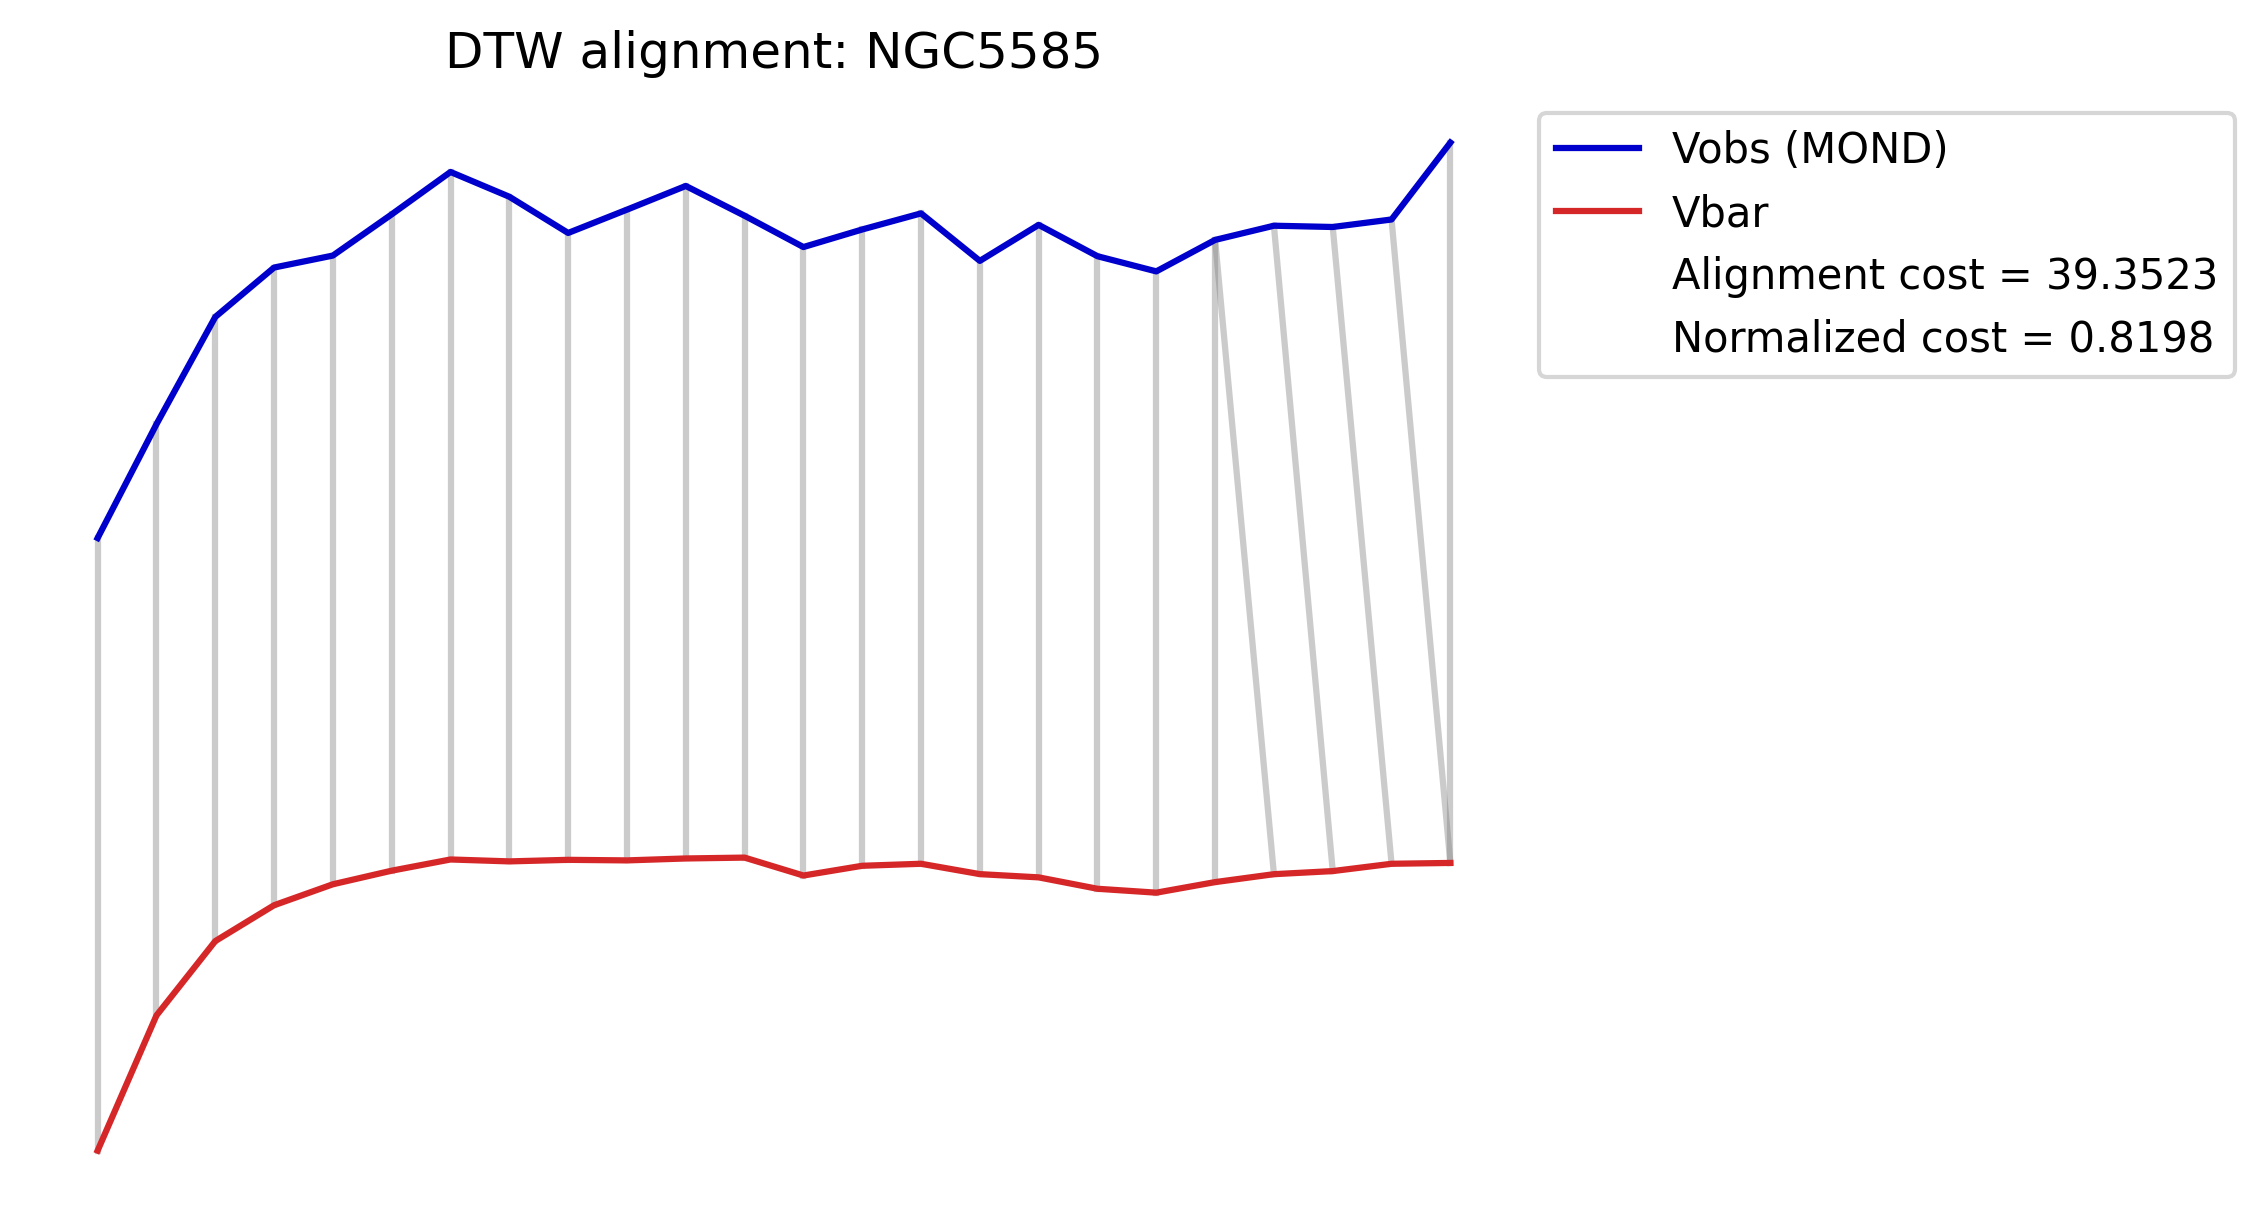 DTW alignment: NGC5585
Vobs (MOND)
Vbar
Alignment cost = 39.3523
Normalized cost = 0.8198